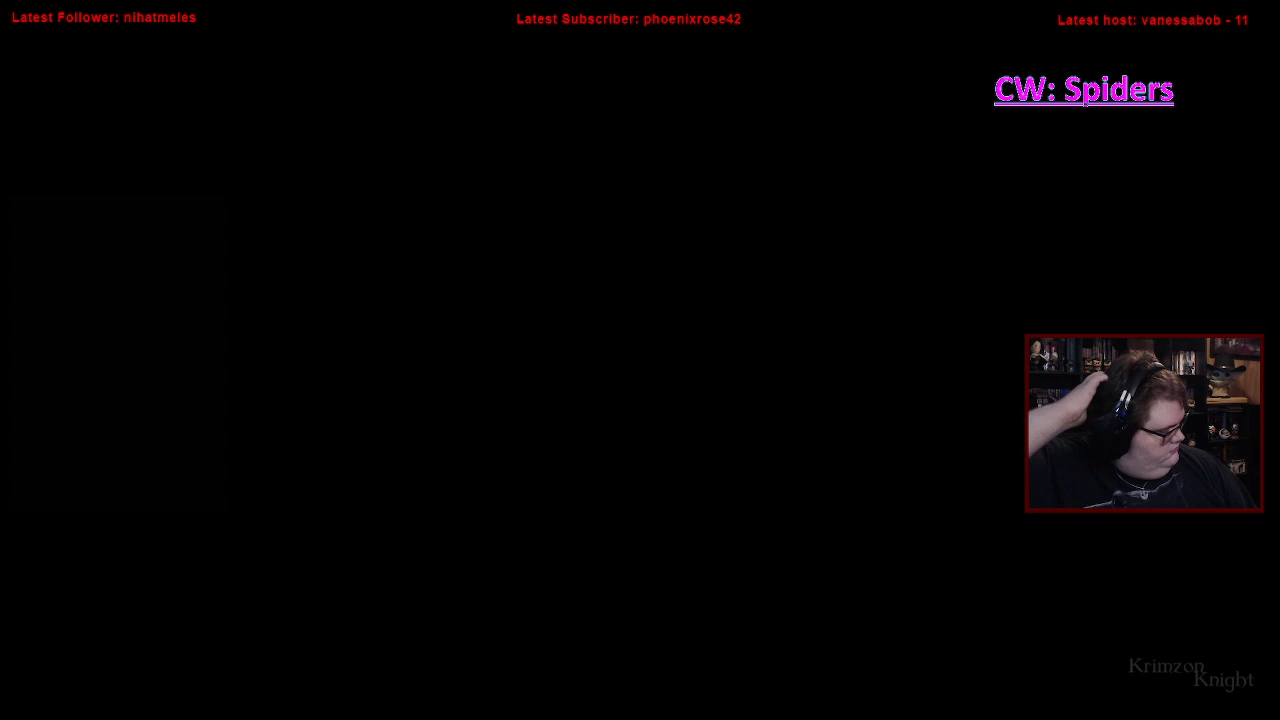 Latest Follower: nihatmeles
Latest Subscriber: phoenixrose42
Latest host: vanessabob - 11
CW: Spiders
Krimzon
Knight